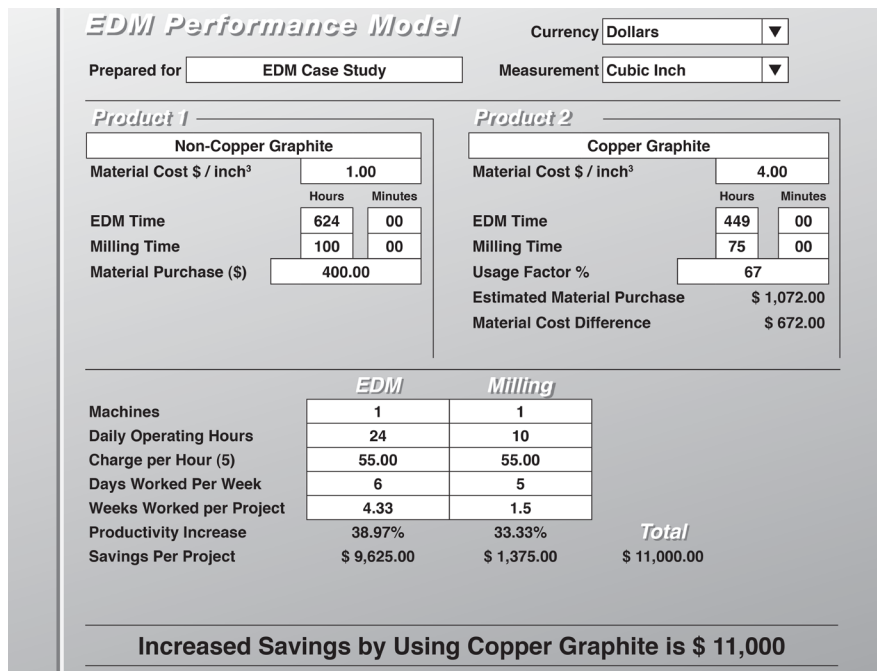 EDM Performance Model
Currency Dollars ▼
Prepared for EDM Case Study
Measurement Cubic Inch ▼
Product 1
Non-Copper Graphite
Material Cost $ / inch³ 1.00
Hours Minutes
EDM Time 624 00
Milling Time 100 00
Material Purchase ($) 400.00
Product 2
Copper Graphite
Material Cost $ / inch³ 4.00
Hours Minutes
EDM Time 449 00
Milling Time 75 00
Usage Factor % 67
Estimated Material Purchase $ 1,072.00
Material Cost Difference $ 672.00
EDM Milling
Machines 1 1
Daily Operating Hours 24 10
Charge per Hour (5) 55.00 55.00
Days Worked Per Week 6 5
Weeks Worked per Project 4.33 1.5
Productivity Increase 38.97% 33.33% Total
Savings Per Project $ 9,625.00 $ 1,375.00 $ 11,000.00
Increased Savings by Using Copper Graphite is $ 11,000